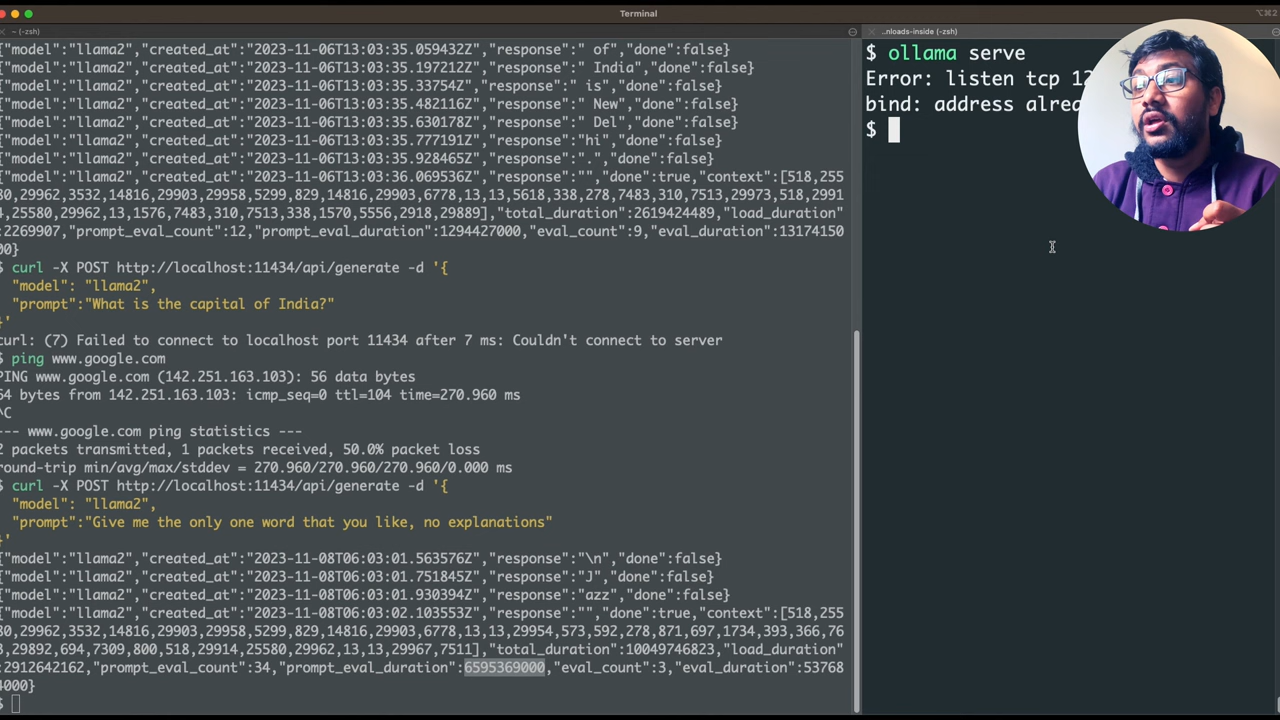 Terminal
⌥⌘2
~ (-zsh)
{"model":"llama2","created_at":"2023-11-06T13:03:35.059432Z","response":" of","done":false}
{"model":"llama2","created_at":"2023-11-06T13:03:35.197212Z","response":" India","done":false}
{"model":"llama2","created_at":"2023-11-06T13:03:35.33754Z","response":" is","done":false}
{"model":"llama2","created_at":"2023-11-06T13:03:35.482116Z","response":" New","done":false}
{"model":"llama2","created_at":"2023-11-06T13:03:35.630178Z","response":" Del","done":false}
{"model":"llama2","created_at":"2023-11-06T13:03:35.777191Z","response":"hi","done":false}
{"model":"llama2","created_at":"2023-11-06T13:03:35.928465Z","response":".","done":false}
{"model":"llama2","created_at":"2023-11-06T13:03:36.069536Z","response":"","done":true,"context":[518,255
80,29962,3532,14816,29903,29958,5299,829,14816,29903,6778,13,13,5618,338,278,7483,310,7513,29973,518,2991
4,25580,29962,13,1576,7483,310,7513,338,1570,5556,2918,29889],"total_duration":2619424489,"load_duration"
:2269907,"prompt_eval_count":12,"prompt_eval_duration":1294427000,"eval_count":9,"eval_duration":13174150
00}
$ curl -X POST http://localhost:11434/api/generate -d '{
"model": "llama2",
"prompt":"What is the capital of India?"
}'
curl: (7) Failed to connect to localhost port 11434 after 7 ms: Couldn't connect to server
$ ping www.google.com
PING www.google.com (142.251.163.103): 56 data bytes
64 bytes from 142.251.163.103: icmp_seq=0 ttl=104 time=270.960 ms
^C
--- www.google.com ping statistics ---
2 packets transmitted, 1 packets received, 50.0% packet loss
round-trip min/avg/max/stddev = 270.960/270.960/270.960/0.000 ms
$ curl -X POST http://localhost:11434/api/generate -d '{
"model": "llama2",
"prompt":"Give me the only one word that you like, no explanations"
}'
{"model":"llama2","created_at":"2023-11-08T06:03:01.563576Z","response":"\n","done":false}
{"model":"llama2","created_at":"2023-11-08T06:03:01.751845Z","response":"J","done":false}
{"model":"llama2","created_at":"2023-11-08T06:03:01.930394Z","response":"azz","done":false}
{"model":"llama2","created_at":"2023-11-08T06:03:02.103553Z","response":"","done":true,"context":[518,255
80,29962,3532,14816,29903,29958,5299,829,14816,29903,6778,13,13,29954,573,592,278,871,697,1734,393,366,76
8,29892,694,7309,800,518,29914,25580,29962,13,13,29967,7511],"total_duration":10049746823,"load_duration"
:2912642162,"prompt_eval_count":34,"prompt_eval_duration":6595369000,"eval_count":3,"eval_duration":53768
4000}
$
..nloads-inside (-zsh)
$ ollama serve
Error: listen tcp 12
bind: address alrea
$